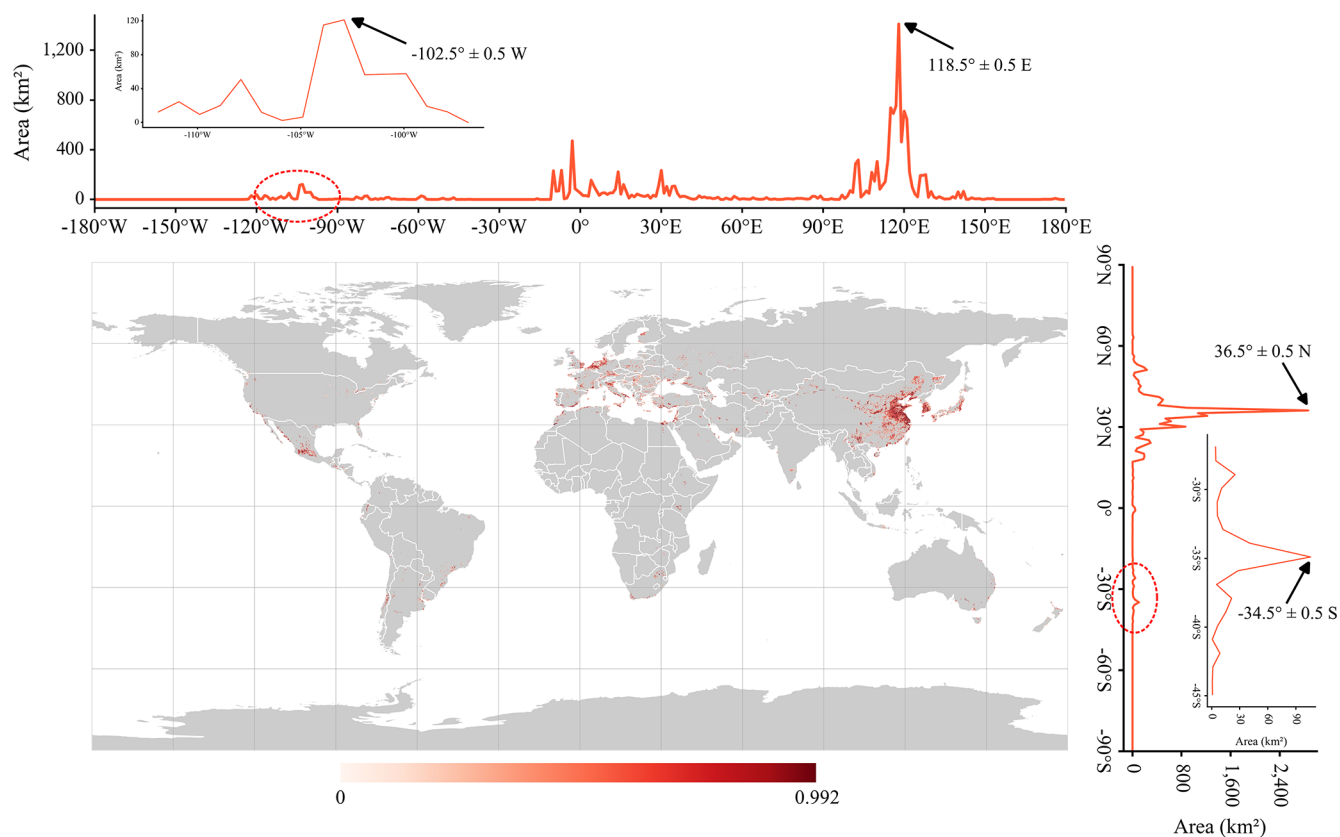 120
80
40
0
Area (km²)
-110°W
-105°W
-100°W
-102.5° ± 0.5 W
118.5° ± 0.5 E
1,200
800
400
0
Area (km²)
-180°W
-150°W
-120°W
-90°W
-60°W
-30°W
0°
30°E
60°E
90°E
120°E
150°E
180°E
90°N
60°N
30°N
0°
-30°S
-60°S
-90°S
36.5° ± 0.5 N
-30°S
-35°S
-40°S
-45°S
-34.5° ± 0.5 S
0
30
60
90
Area (km²)
0
800
1,600
2,400
Area (km²)
0
0.992